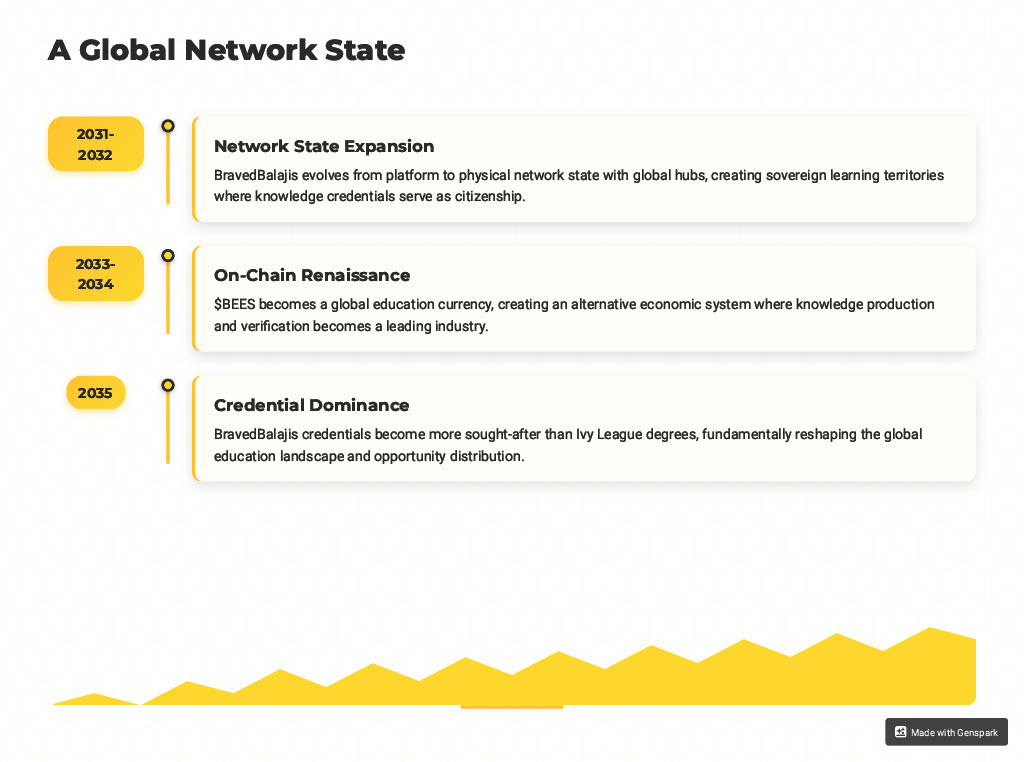 A Global Network State
2031-
2032
Network State Expansion
BravedBalajis evolves from platform to physical network state with global hubs, creating sovereign learning territories
where knowledge credentials serve as citizenship.
2033-
2034
On-Chain Renaissance
$BEES becomes a global education currency, creating an alternative economic system where knowledge production
and verification becomes a leading industry.
2035
Credential Dominance
BravedBalajis credentials become more sought-after than Ivy League degrees, fundamentally reshaping the global
education landscape and opportunity distribution.
Made with Genspark